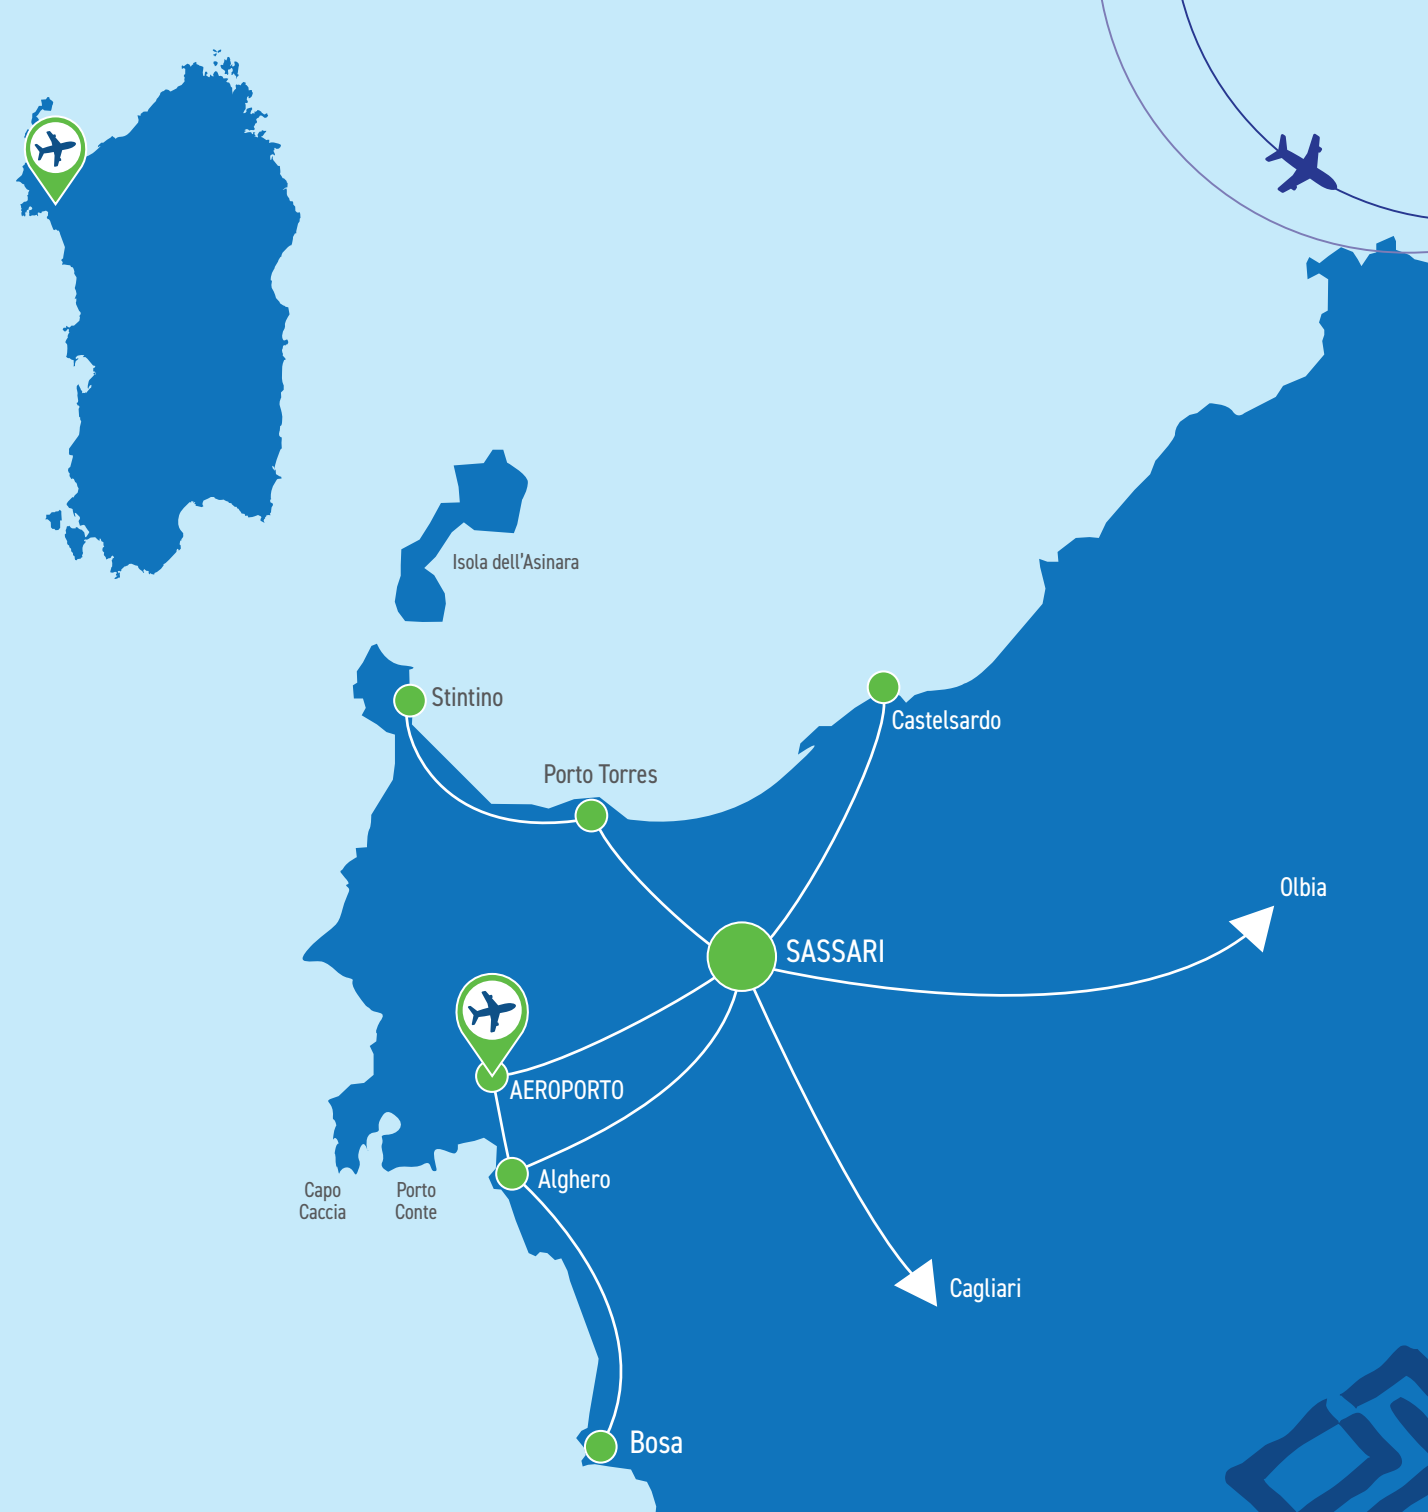 Isola dell'Asinara
Stintino
Castelsardo
Porto Torres
Olbia
SASSARI
AEROPORTO
Alghero
Capo
Caccia
Porto
Conte
Cagliari
Bosa